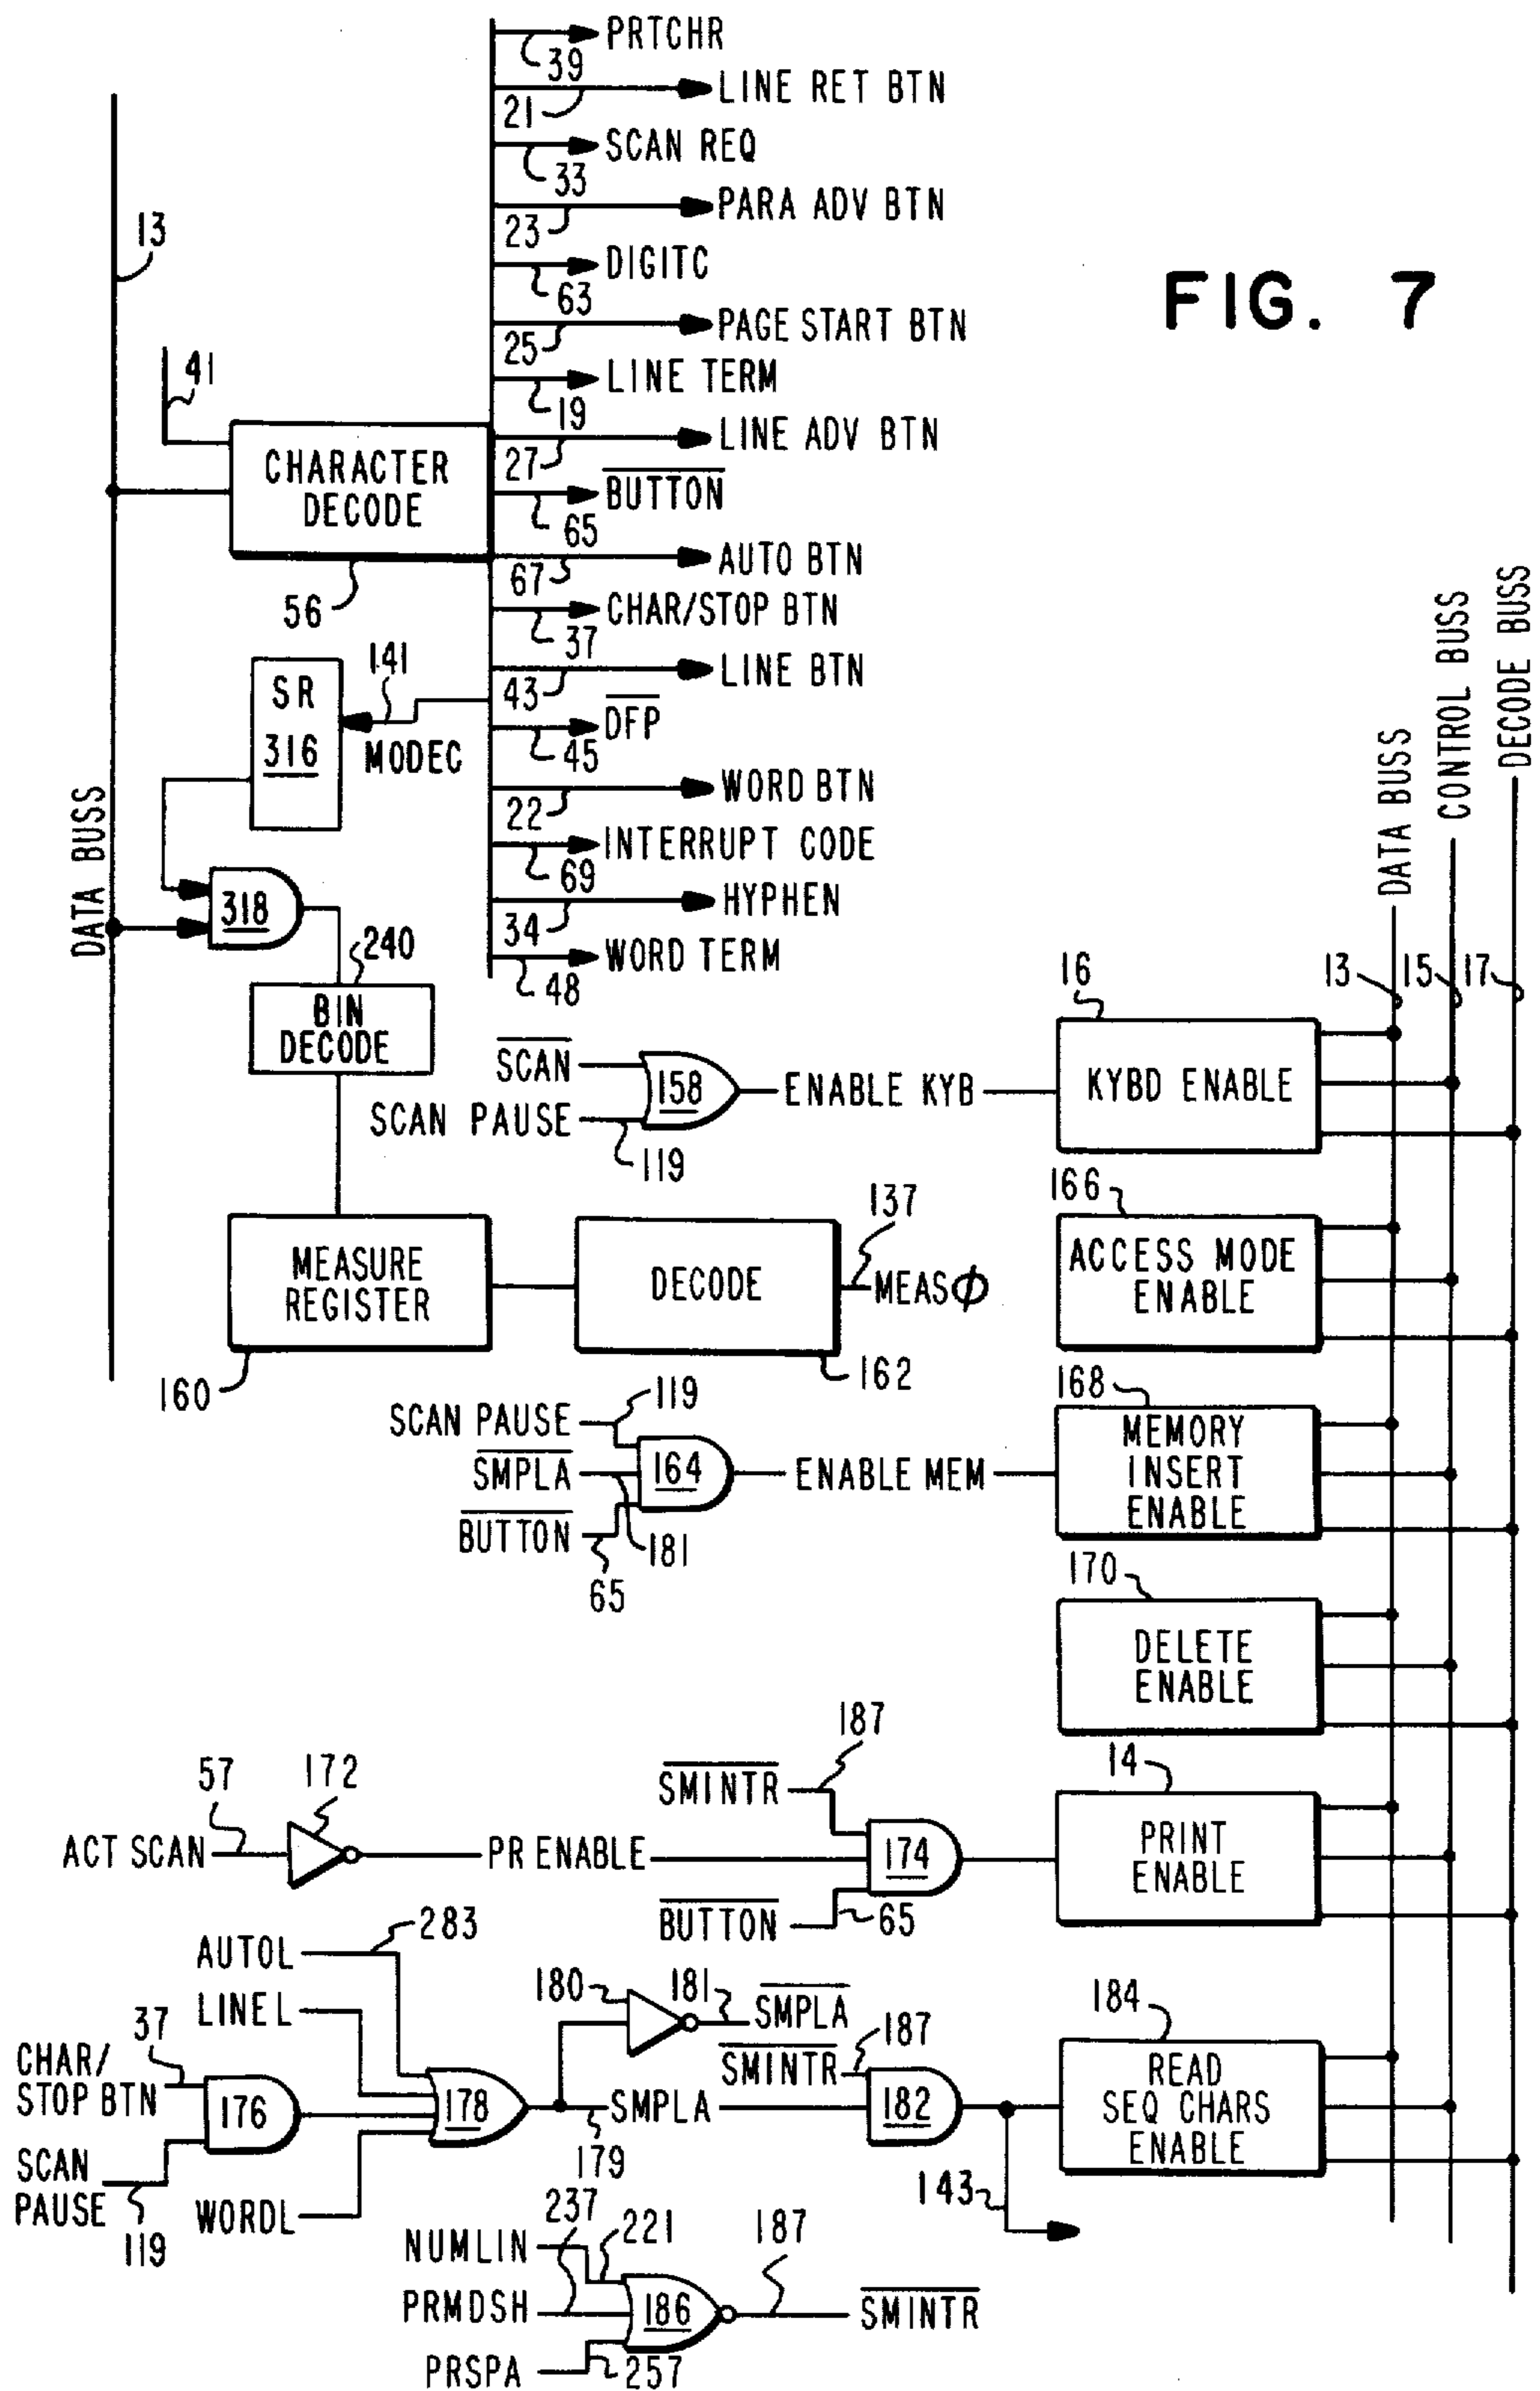 PRTCHR
39
LINE RET BTN
21
SCAN REQ
33
PARA ADV BTN
23
13
DIGITC
63
FIG. 7
PAGE START BTN
25
41
LINE TERM
19
LINE ADV BTN
27
CHARACTER
DECODE
BUTTON
65
AUTO BTN
67
56
CHAR/STOP BTN
37
141
LINE BTN
43
SR
316
MODEC
DFP
45
DATA BUSS
CONTROL BUSS
DECODE BUSS
WORD BTN
22
DATA BUSS
INTERRUPT CODE
69
318
HYPHEN
34
240
WORD TERM
48
16
13
15
17
BIN
DECODE
SCAN
158
ENABLE KYB
KYBD ENABLE
SCAN PAUSE
119
166
137
MEASURE
REGISTER
DECODE
MEASϕ
ACCESS MODE
ENABLE
160
162
168
SCAN PAUSE
119
SMPLA
164
ENABLE MEM
MEMORY
INSERT
ENABLE
BUTTON
181
65
170
DELETE
ENABLE
187
57
172
SMINTR
14
ACT SCAN
PR ENABLE
174
PRINT
ENABLE
BUTTON
65
AUTOL
283
180
181
SMPLA
184
LINEL
37
SMINTR
187
CHAR/
STOP BTN
176
178
SMPLA
182
READ
SEQ CHARS
ENABLE
SCAN
PAUSE
119
WORDL
179
143
237
NUMLIN
221
187
PRMDSH
186
SMINTR
PRSPA
257